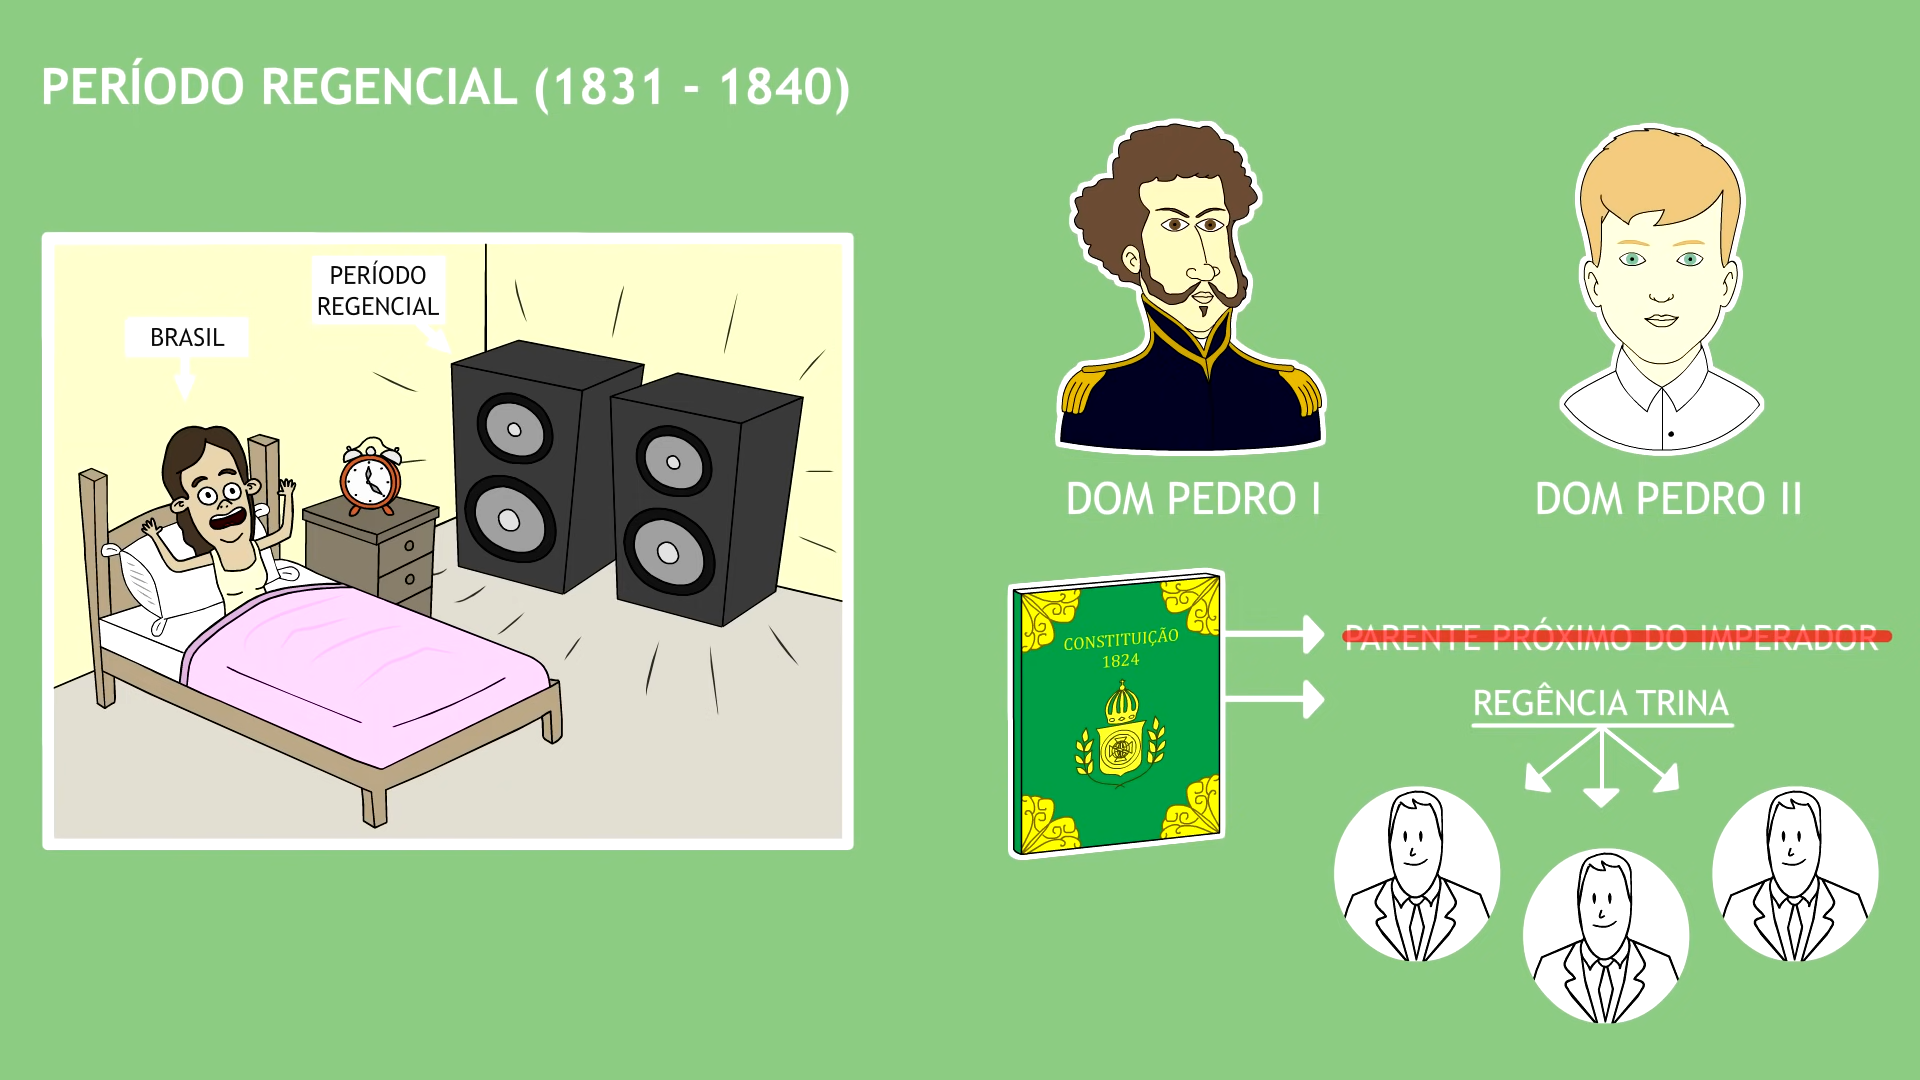 PERÍODO REGENCIAL (1831 - 1840)
PERÍODO
REGENCIAL
BRASIL
DOM PEDRO I
DOM PEDRO II
CONSTITUIÇÃO
1824
PARENTE PRÓXIMO DO IMPERADOR
REGÊNCIA TRINA